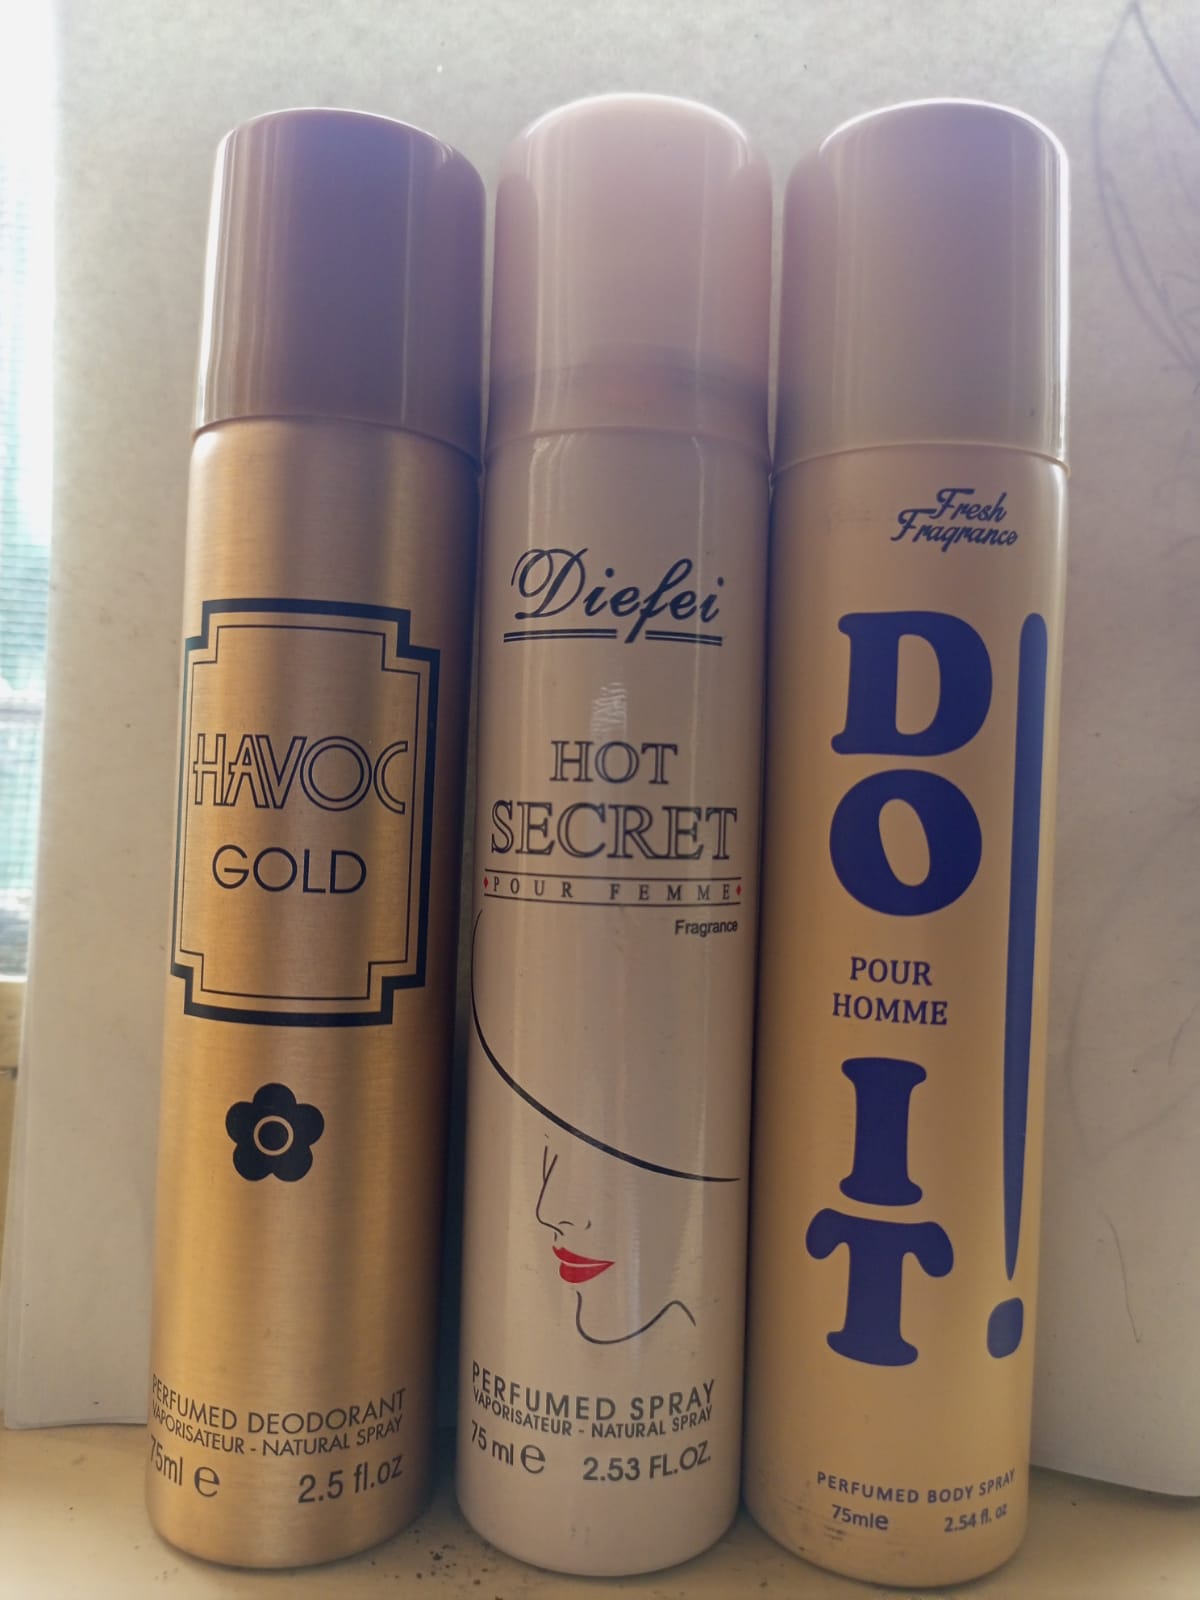 HAVOC
GOLD
PERFUMED DEODORANT
VAPORISATEUR - NATURAL SPRAY
75ml e 2.5 fl.oz
Diefei
HOT
SECRET
POUR FEMME
Fragrance
PERFUMED SPRAY
VAPORISATEUR - NATURAL SPRAY
75 ml e 2.53 FL.OZ.
Fresh
Fragrance
DO
POUR
HOMME
IT!
PERFUMED BODY SPRAY
75ml e 2.54 fl. oz